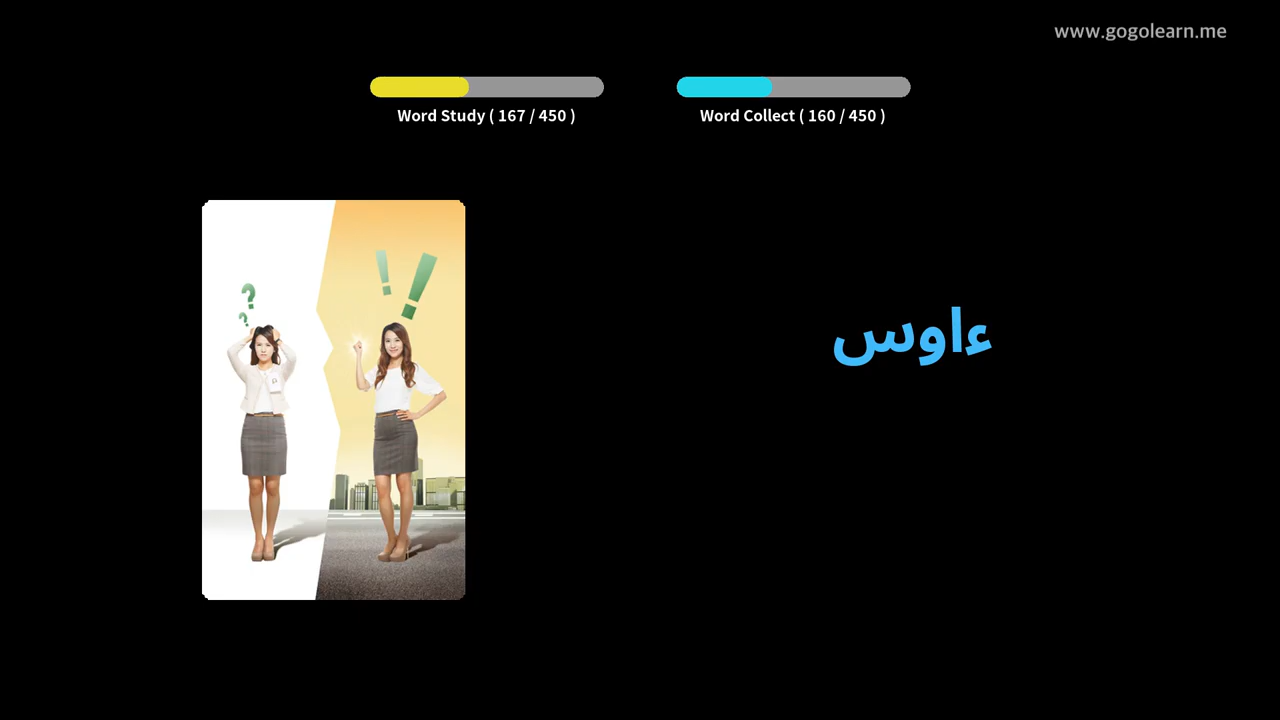 www.gogolearn.me
Word Study ( 167 / 450 )
Word Collect ( 160 / 450 )
? ?
! !
ءاوس